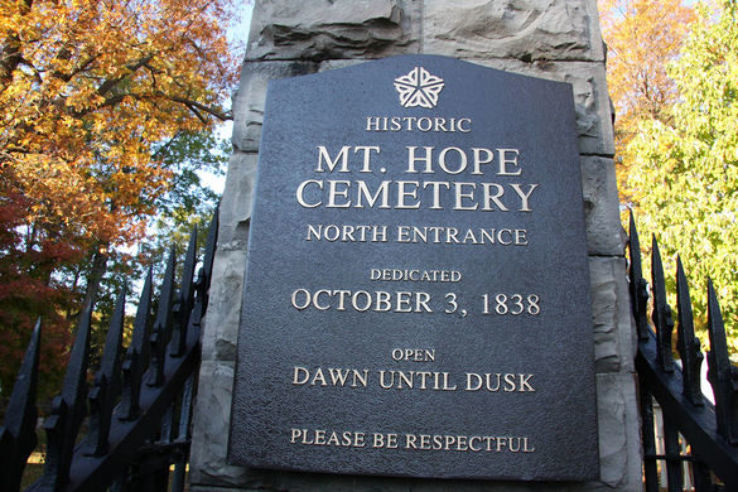 HISTORIC
MT. HOPE
CEMETERY
NORTH ENTRANCE
DEDICATED
OCTOBER 3, 1838
OPEN
DAWN UNTIL DUSK
PLEASE BE RESPECTFUL